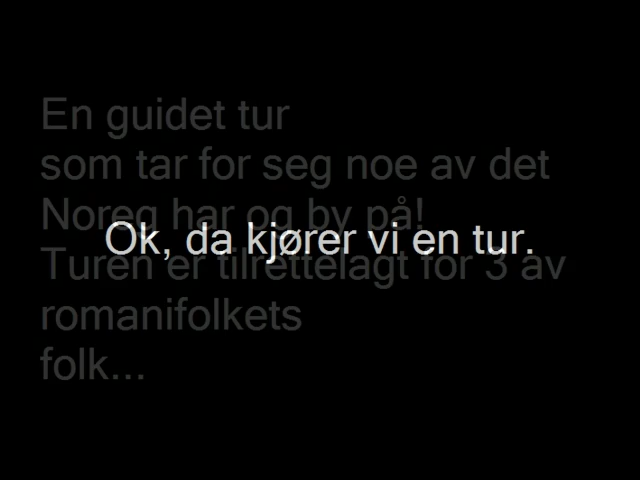 En guidet tur
som tar for seg noe av det
Noreg har og by på!
Ok, da kjører vi en tur.
Turen er tilrettelagt for 3 av
romanifolkets
folk...